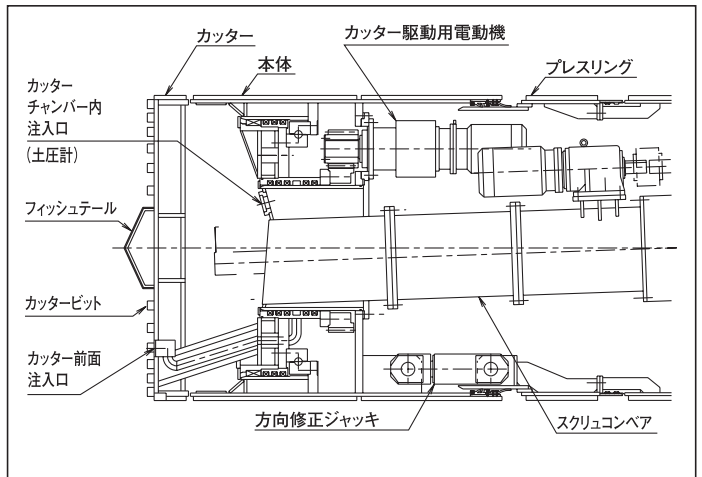 カッター
本体
カッター駆動用電動機
プレスリング
カッター
チャンバー内
注入口
(土圧計)
フィッシュテール
カッタービット
カッター前面
注入口
方向修正ジャッキ
スクリュコンベア